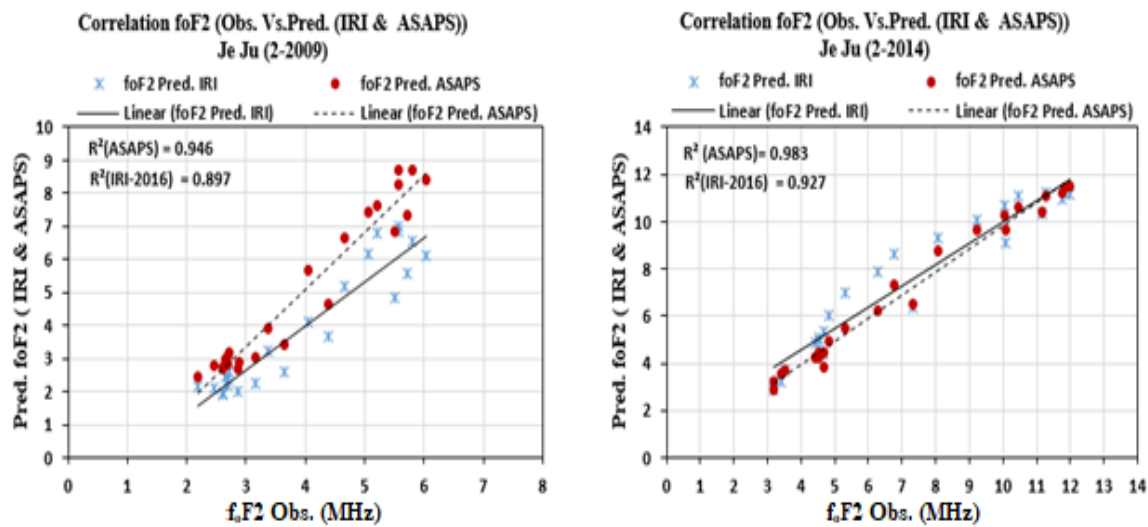 Correlation foF2 (Obs. Vs.Pred. (IRI & ASAPS))
Je Ju (2-2009)
foF2 Pred. IRI
foF2 Pred. ASAPS
Linear (foF2 Pred. IRI)
Linear (foF2 Pred. ASAPS)
R²(ASAPS) = 0.946
R²(IRI-2016) = 0.897
Pred. foF2 ( IRI & ASAPS)
10
9
8
7
6
5
4
3
2
1
0
0 1 2 3 4 5 6 7 8
f₀F2 Obs. (MHz)
Correlation foF2 (Obs. Vs.Pred. (IRI & ASAPS))
Je Ju (2-2014)
foF2 Pred. IRI
foF2 Pred. ASAPS
Linear (foF2 Pred. IRI)
Linear (foF2 Pred. ASAPS)
R² (ASAPS)= 0.983
R²(IRI-2016) = 0.927
Pred. foF2 ( IRI & ASAPS)
14
12
10
8
6
4
2
0
0 1 2 3 4 5 6 7 8 9 10 11 12 13 14
f₀F2 Obs. (MHz)